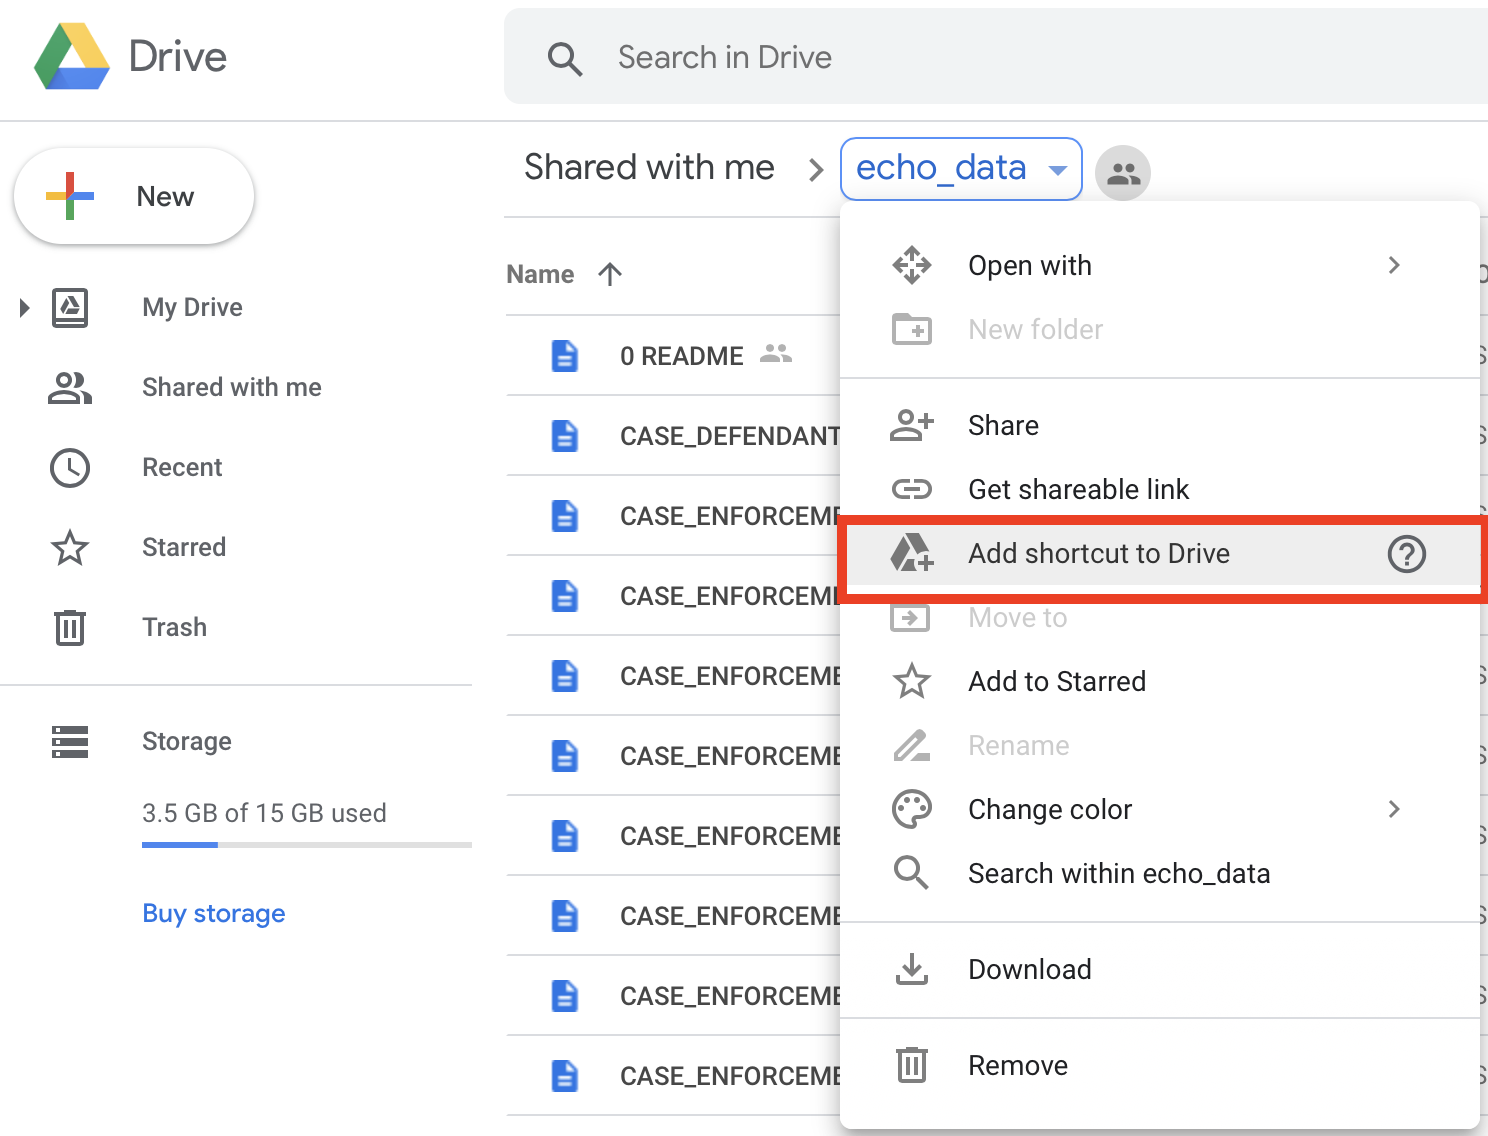 Drive
Search in Drive
New
My Drive
Shared with me
Recent
Starred
Trash
Storage
3.5 GB of 15 GB used
Buy storage
Shared with me > echo_data
Name
0 README
CASE_DEFENDANT
CASE_ENFORCEME
CASE_ENFORCEME
CASE_ENFORCEME
CASE_ENFORCEME
CASE_ENFORCEME
CASE_ENFORCEME
CASE_ENFORCEME
CASE_ENFORCEME
Open with
New folder
Share
Get shareable link
Add shortcut to Drive
Move to
Add to Starred
Rename
Change color
Search within echo_data
Download
Remove